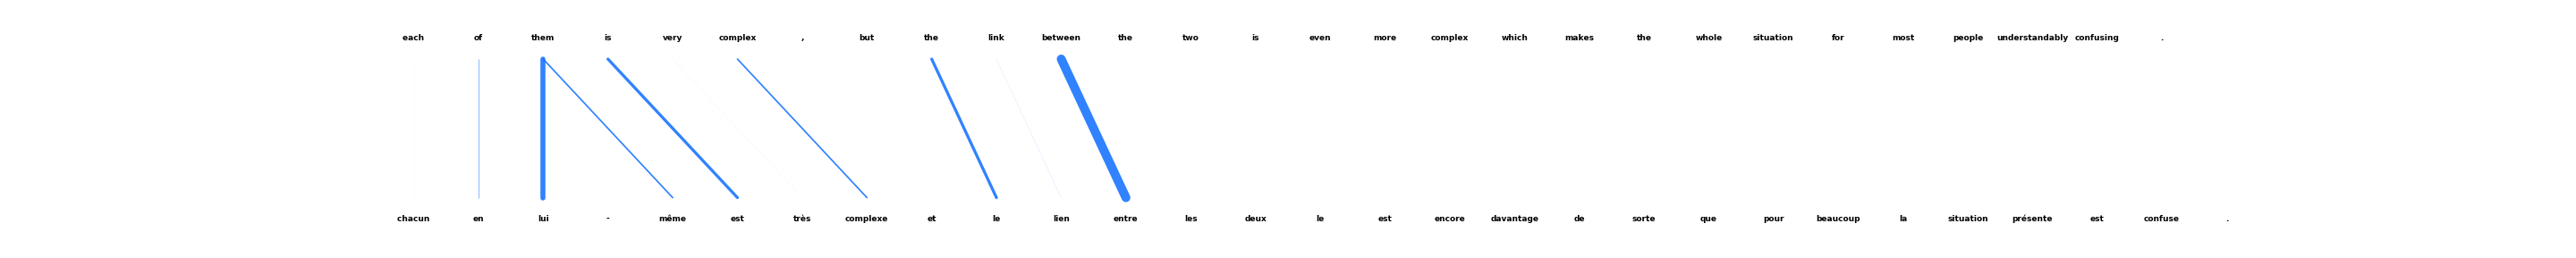 each of them is very complex , but the link between the two is even more complex which makes the whole situation for most people understandably confusing .
chacun en lui - même est très complexe et le lien entre les deux le est encore davantage de sorte que pour beaucoup la situation présente est confuse .